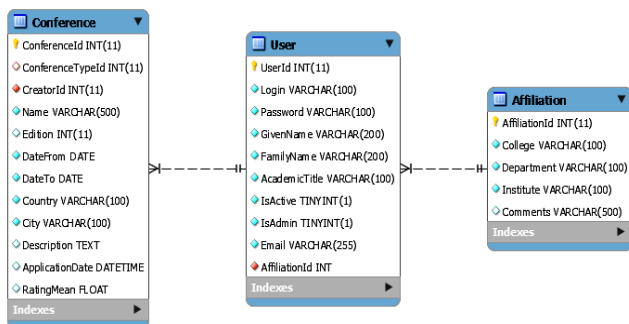 Conference
ConferenceId INT(11)
ConferenceTypeId INT(11)
CreatorId INT(11)
Name VARCHAR(500)
Edition INT(11)
DateFrom DATE
DateTo DATE
Country VARCHAR(100)
City VARCHAR(100)
Description TEXT
ApplicationDate DATETIME
RatingMean FLOAT
Indexes
User
UserId INT(11)
Login VARCHAR(100)
Password VARCHAR(100)
GivenName VARCHAR(200)
FamilyName VARCHAR(200)
AcademicTitle VARCHAR(100)
IsActive TINYINT(1)
IsAdmin TINYINT(1)
Email VARCHAR(255)
AffiliationId INT
Indexes
Affiliation
AffiliationId INT(11)
College VARCHAR(100)
Department VARCHAR(100)
Institute VARCHAR(100)
Comments VARCHAR(500)
Indexes